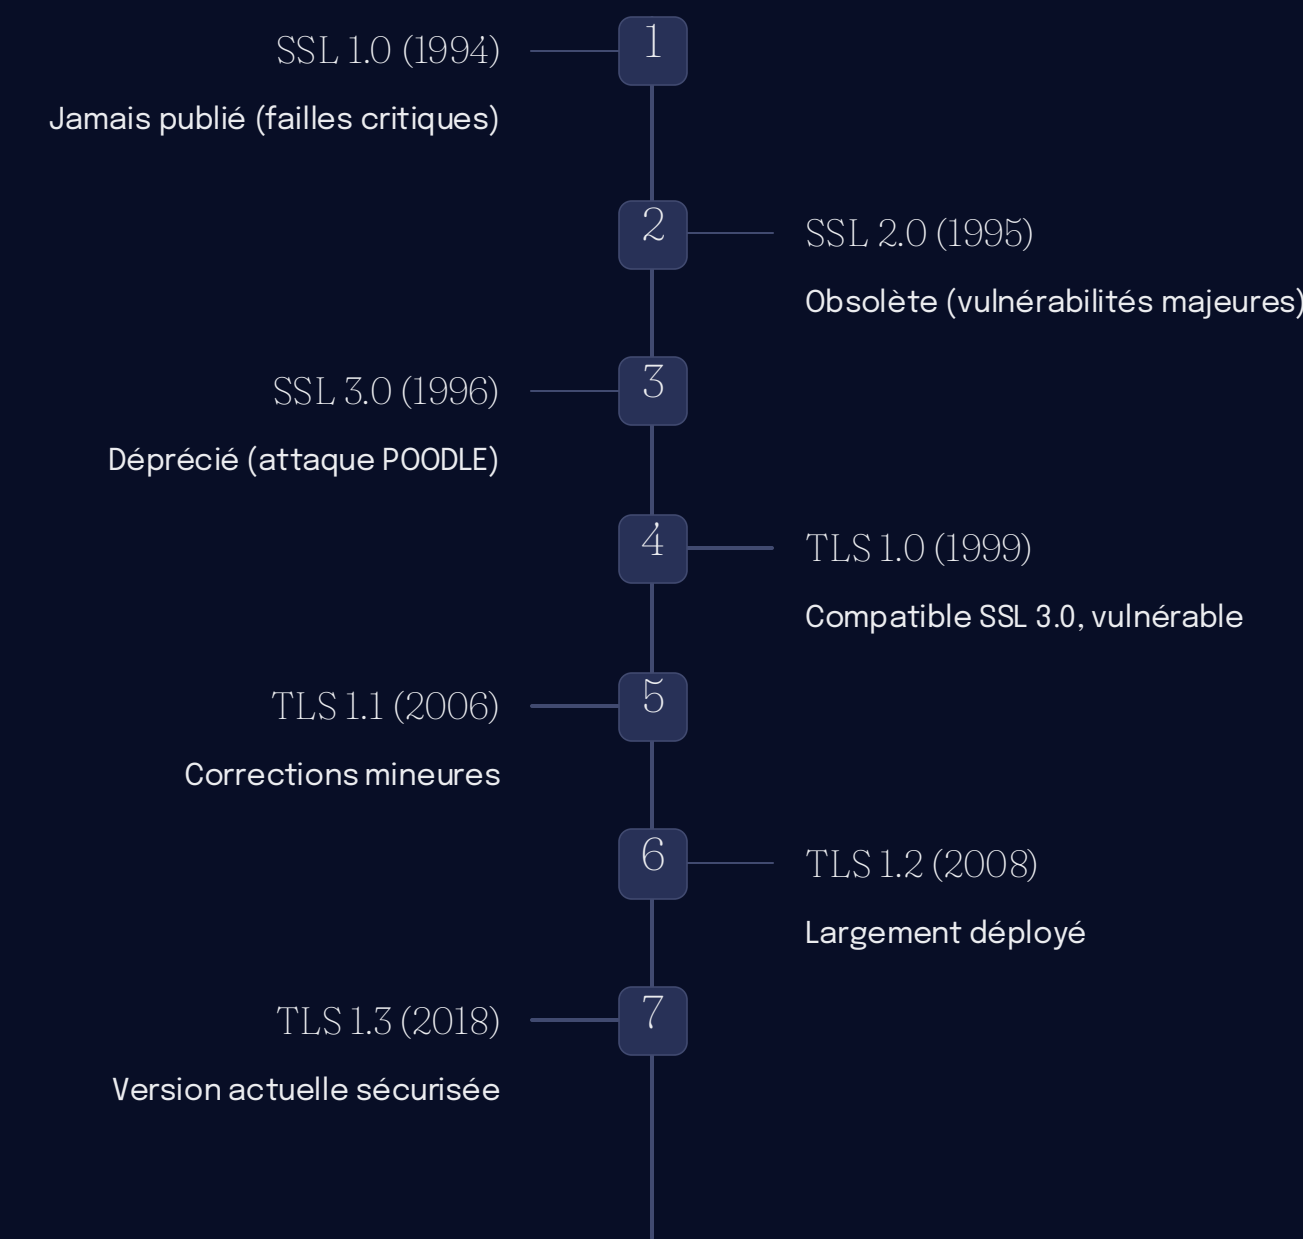 1
SSL 1.0 (1994)
Jamais publié (failles critiques)
2
SSL 2.0 (1995)
Obsolète (vulnérabilités majeures)
3
SSL 3.0 (1996)
Déprécié (attaque POODLE)
4
TLS 1.0 (1999)
Compatible SSL 3.0, vulnérable
5
TLS 1.1 (2006)
Corrections mineures
6
TLS 1.2 (2008)
Largement déployé
7
TLS 1.3 (2018)
Version actuelle sécurisée